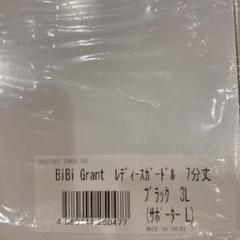 BiBi Grant ﾚﾃﾞｨｰｽｶﾞｰﾄﾞﾙ 7分丈
ﾌﾞﾗｯｸ 3L
(ｻﾎﾟｰﾀｰ L)
MADE IN JAPAN